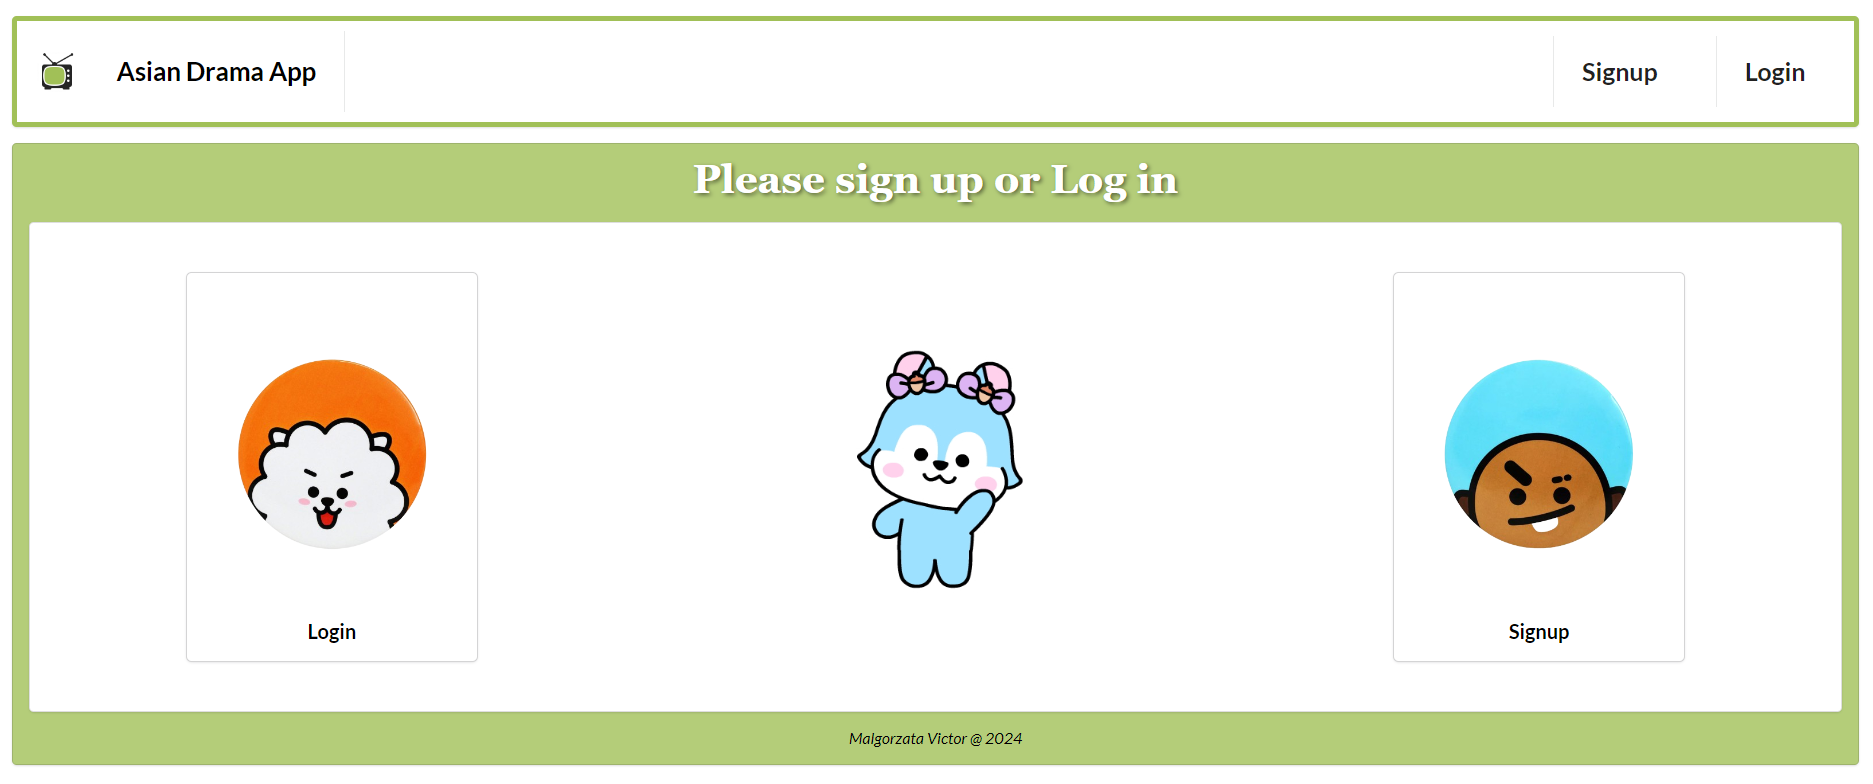 Asian Drama App
Signup
Login
Please sign up or Log in
Login
Signup
Malgorzata Victor @ 2024